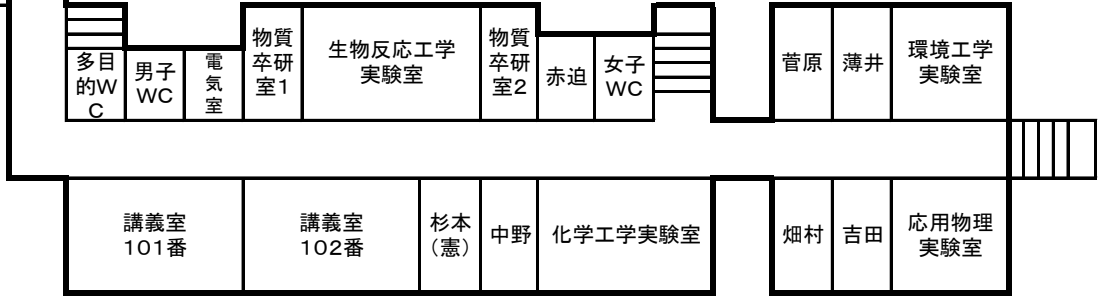 多目
的W
C
男子
WC
電
気
室
物質
卒研
室1
生物反応工学
実験室
物質
卒研
室2
赤迫
女子
WC
菅原
薄井
環境工学
実験室
講義室
101番
講義室
102番
杉本
(憲)
中野
化学工学実験室
畑村
吉田
応用物理
実験室